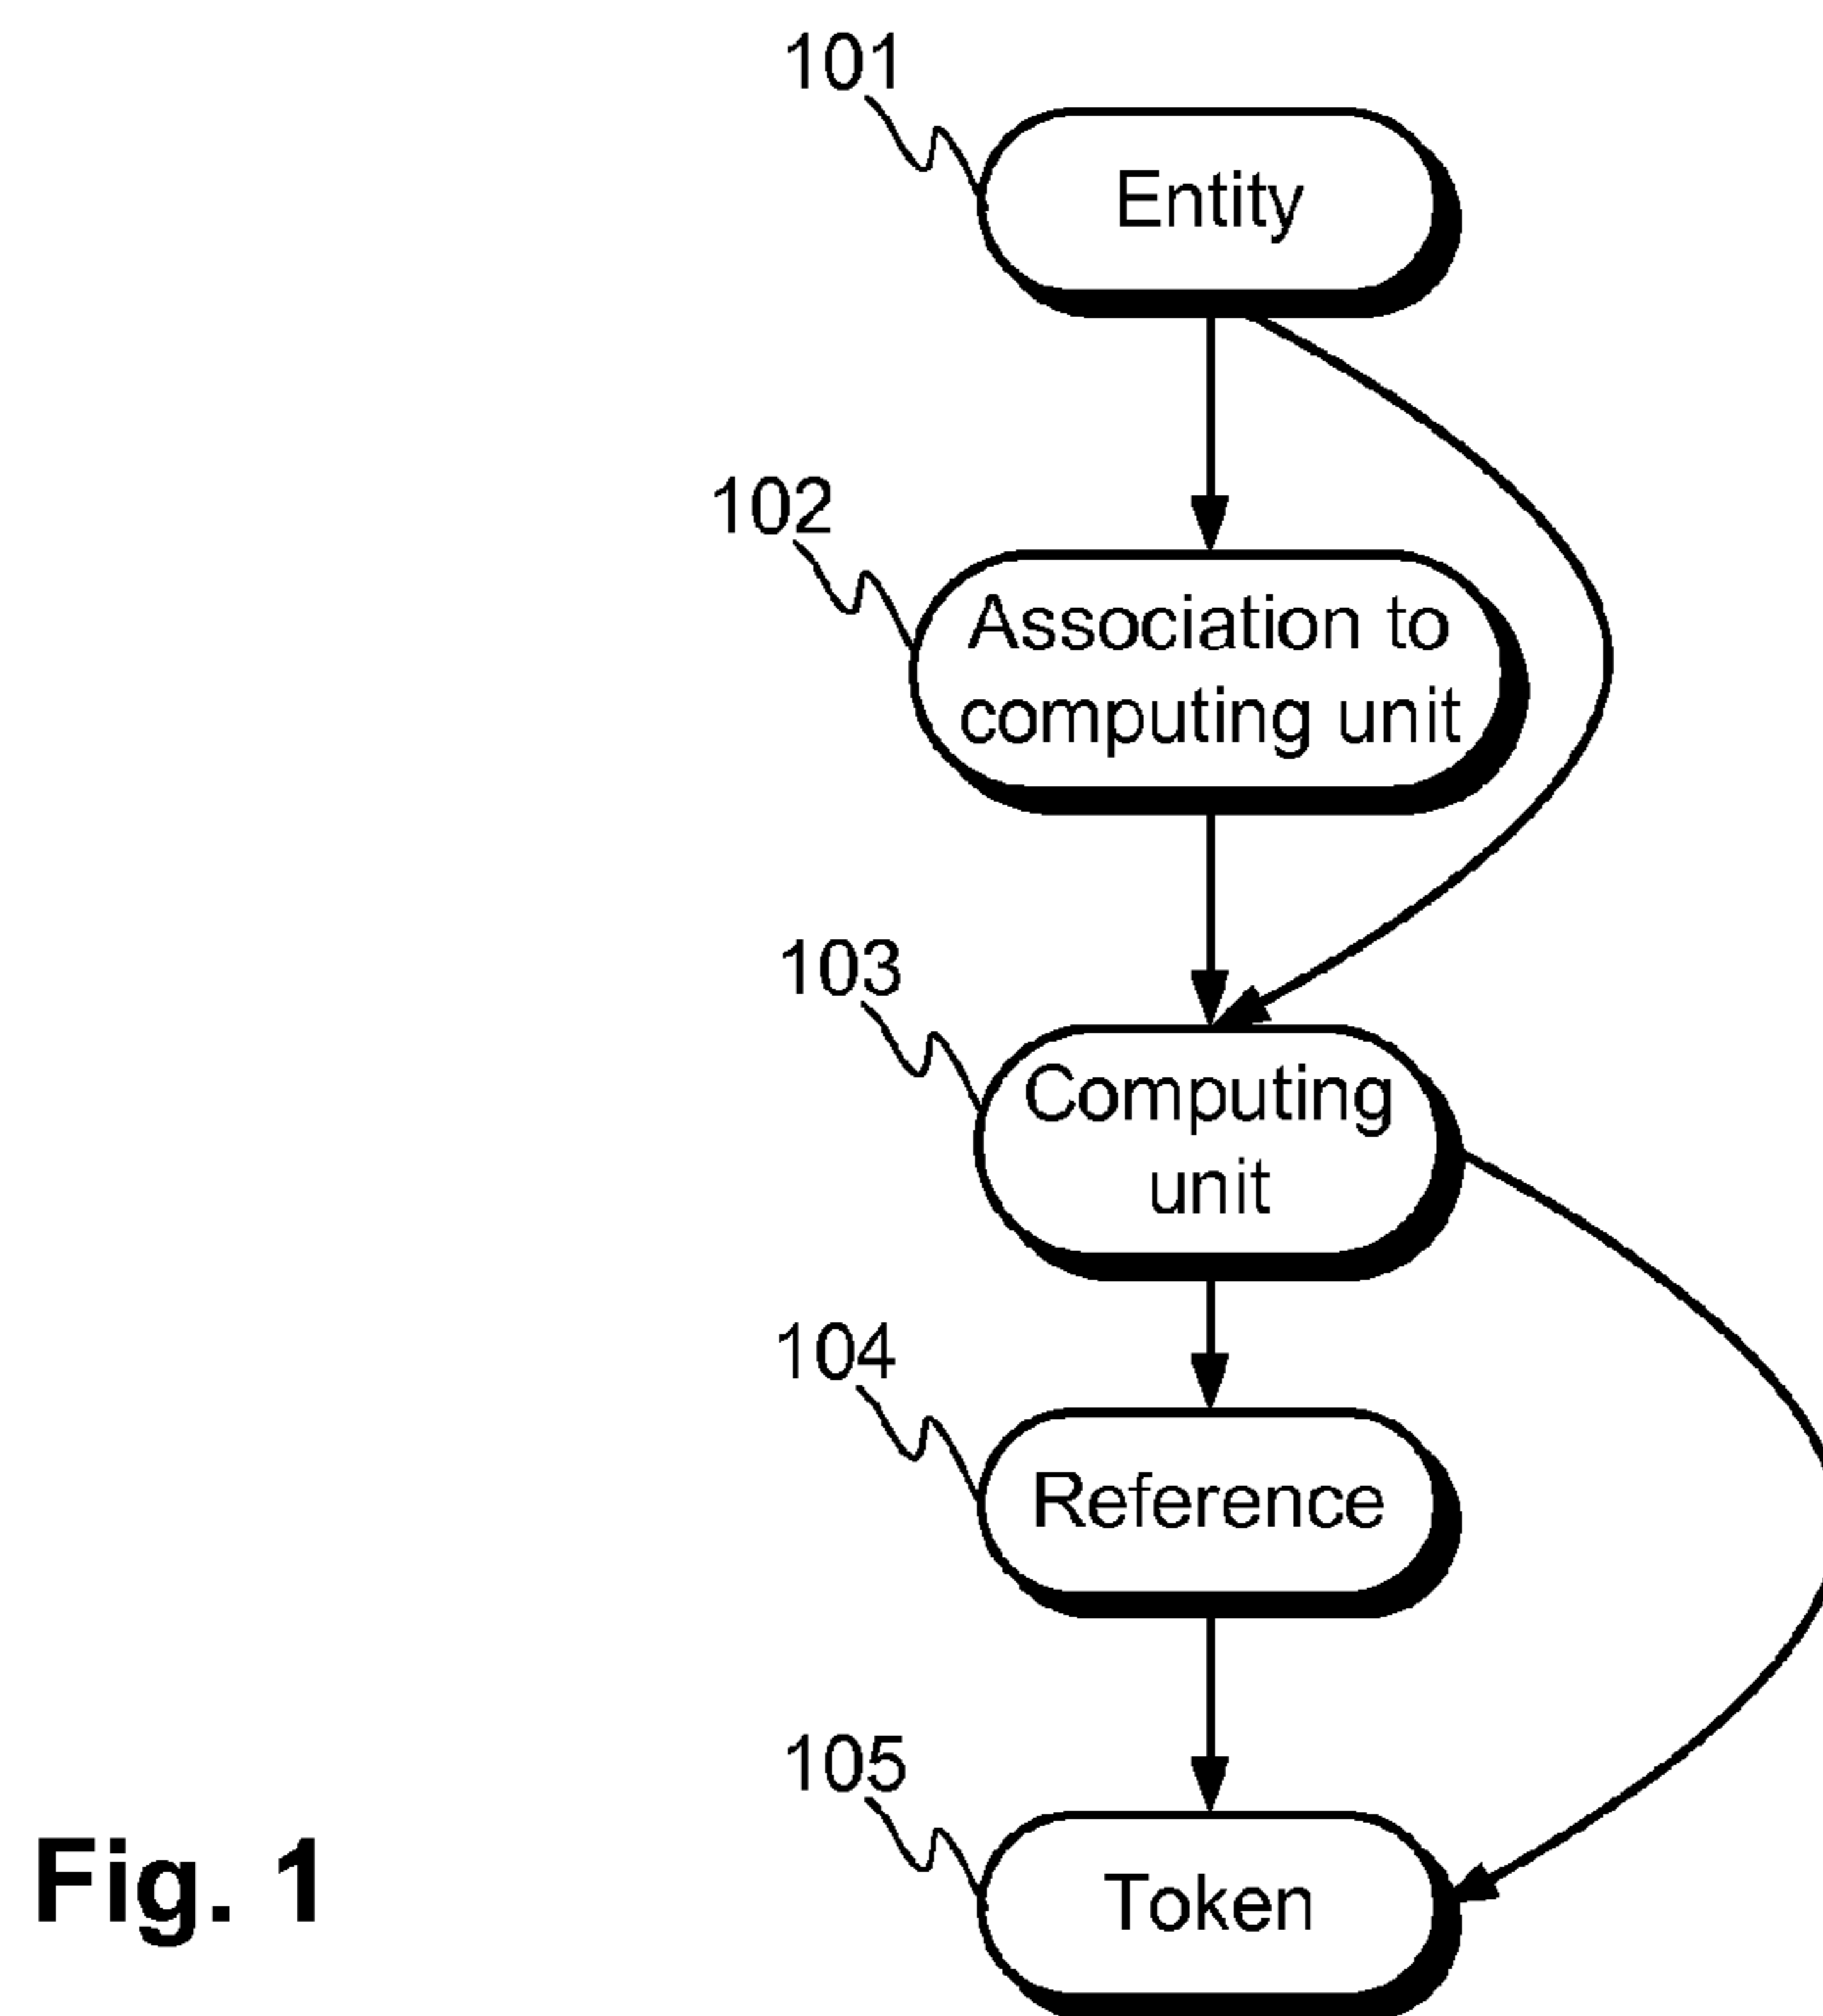 101
Entity
102
Association to
computing unit
103
Computing
unit
104
Reference
105
Token
Fig. 1